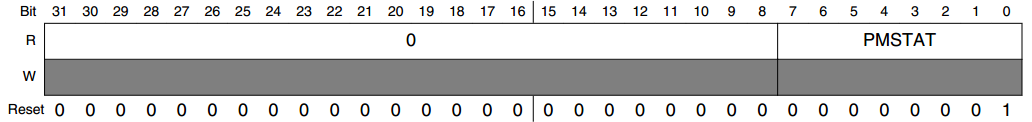 Bit 31 30 29 28 27 26 25 24 23 22 21 20 19 18 17 16 15 14 13 12 11 10 9 8 7 6 5 4 3 2 1 0
R 0 PMSTAT
W
Reset 0 0 0 0 0 0 0 0 0 0 0 0 0 0 0 0 0 0 0 0 0 0 0 0 0 0 0 0 0 0 0 1